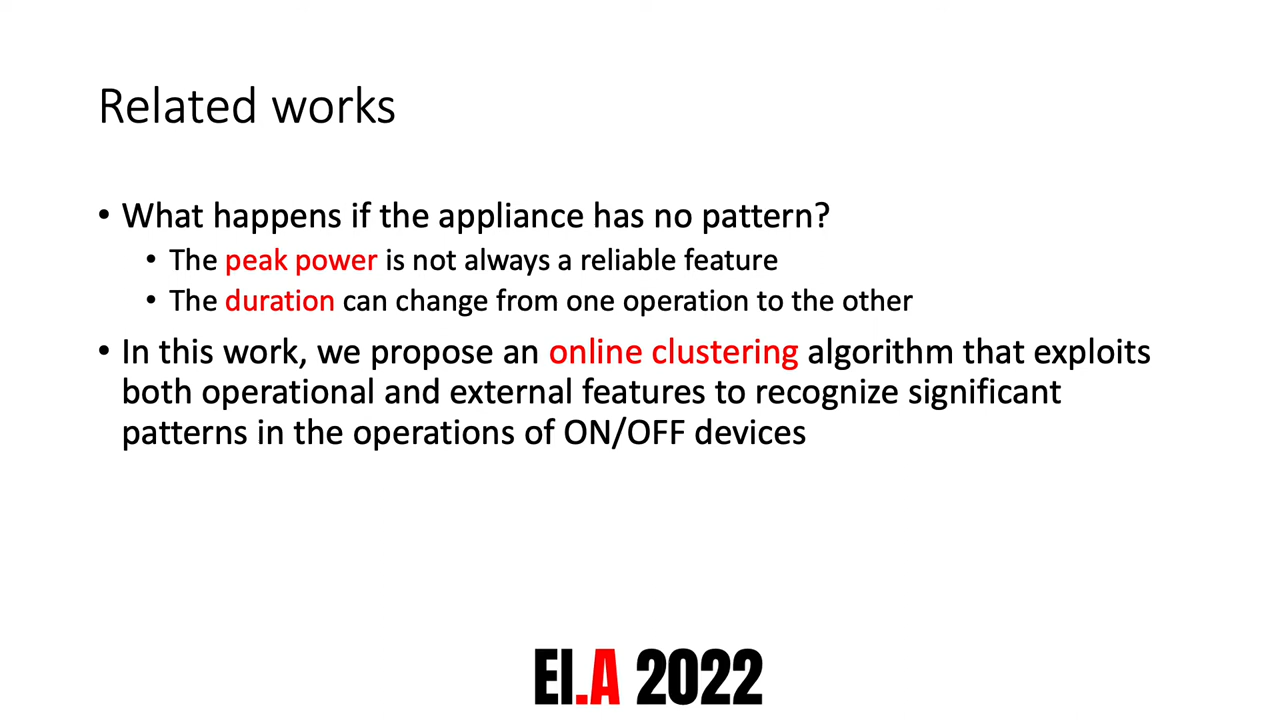 Related works
• What happens if the appliance has no pattern?
• The peak power is not always a reliable feature
• The duration can change from one operation to the other
• In this work, we propose an online clustering algorithm that exploits
both operational and external features to recognize significant
patterns in the operations of ON/OFF devices
EI.A 2022